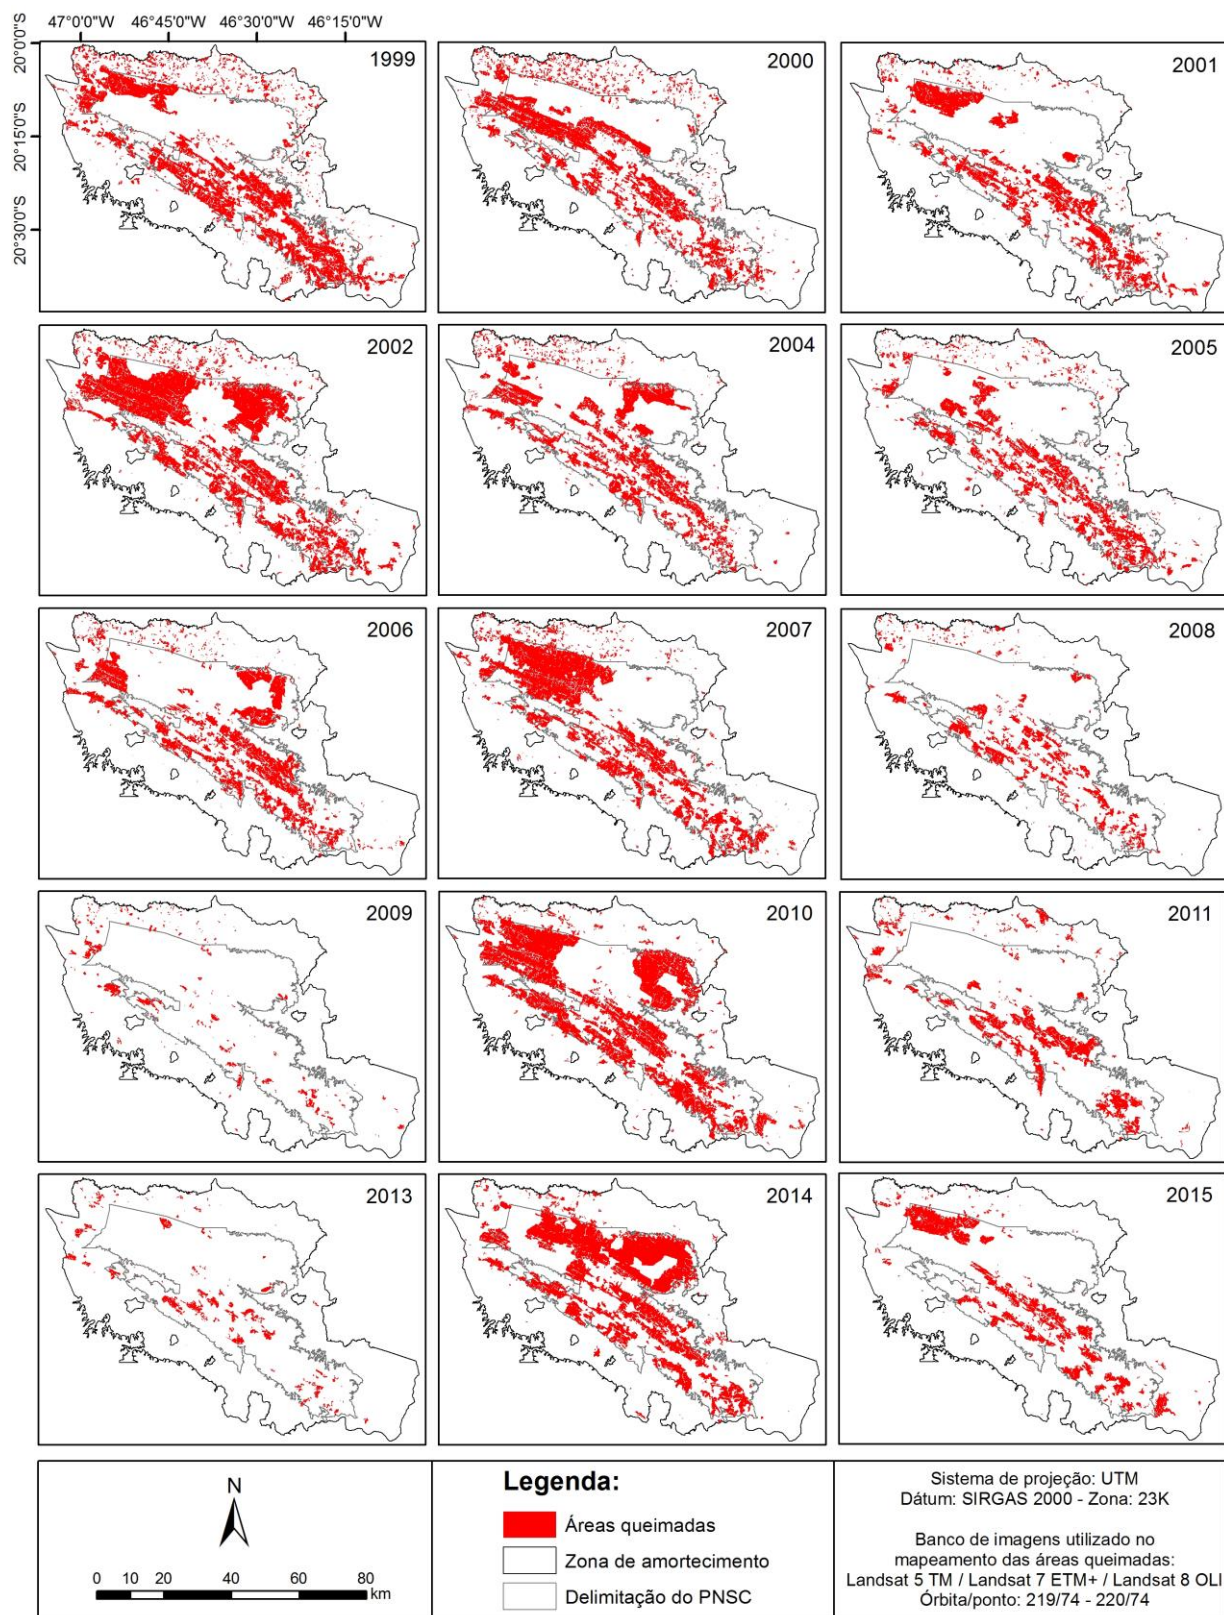 47°0'0"W 46°45'0"W 46°30'0"W 46°15'0"W
20°0'0"S
20°15'0"S
20°30'0"S
1999
2000
2001
2002
2004
2005
2006
2007
2008
2009
2010
2011
2013
2014
2015
N
0 10 20 40 60 80
km
Legenda:
Áreas queimadas
Zona de amortecimento
Delimitação do PNSC
Sistema de projeção: UTM
Dátum: SIRGAS 2000 - Zona: 23K
Banco de imagens utilizado no
mapeamento das áreas queimadas:
Landsat 5 TM / Landsat 7 ETM+ / Landsat 8 OLI
Órbita/ponto: 219/74 - 220/74